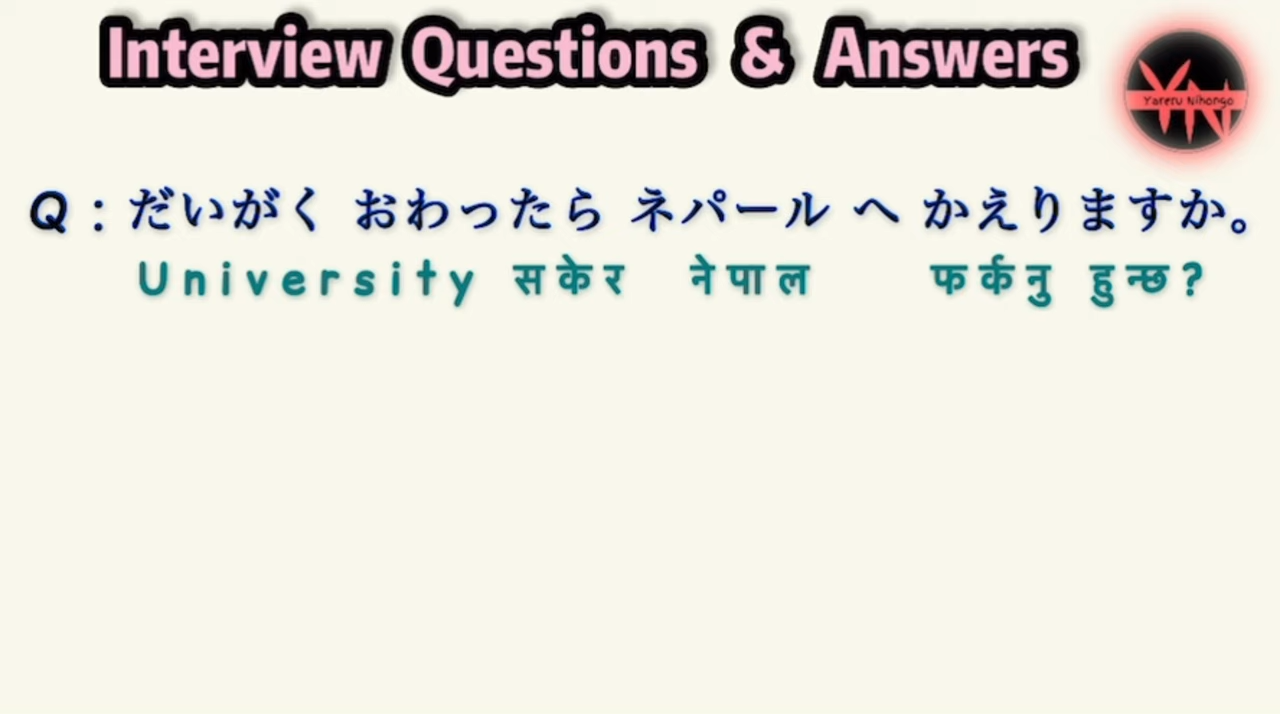 Interview Questions & Answers
Yareru Nihongo
Q : だいがく おわったら ネパール へ かえりますか。
University सकेर नेपाल फर्कनु हुन्छ?